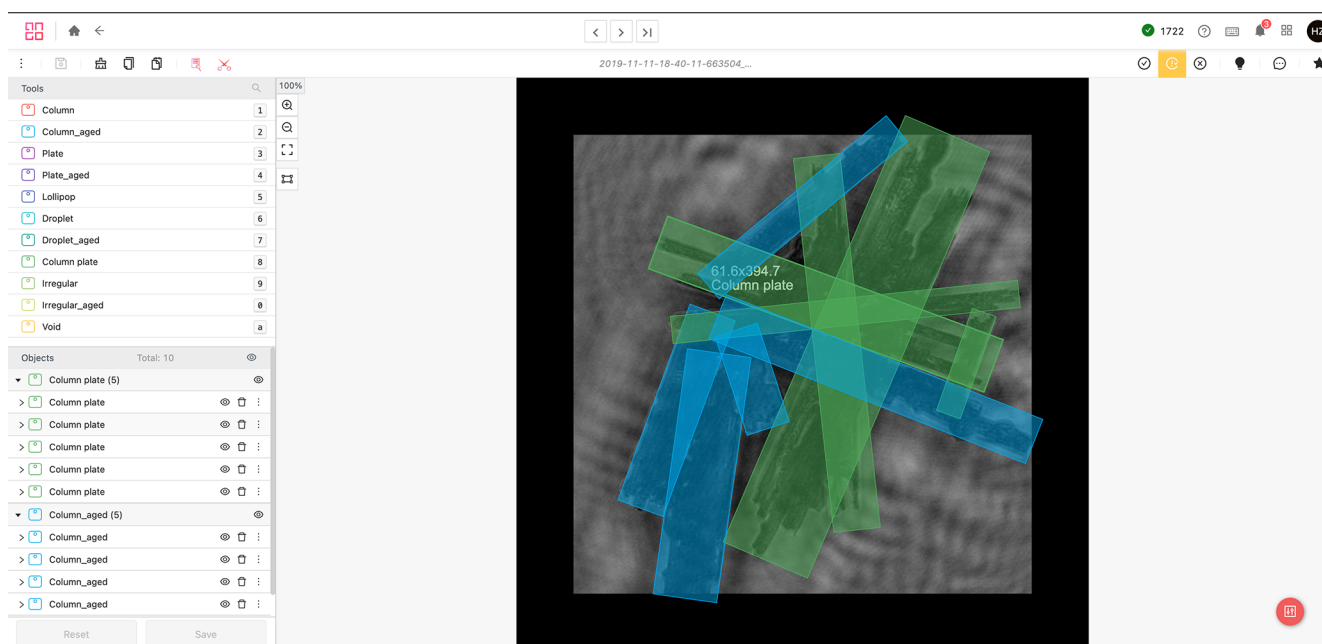 1722
3
HZ
2019-11-11-18-40-11-663504_...
Tools
100%
Column 1
Column_aged 2
Plate 3
Plate_aged 4
Lollipop 5
Droplet 6
Droplet_aged 7
Column plate 8
Irregular 9
Irregular_aged 0
Void a
Objects Total: 10
Column plate (5)
Column plate
Column plate
Column plate
Column plate
Column plate
Column_aged (5)
Column_aged
Column_aged
Column_aged
Column_aged
Reset Save
61.6x394.7
Column plate